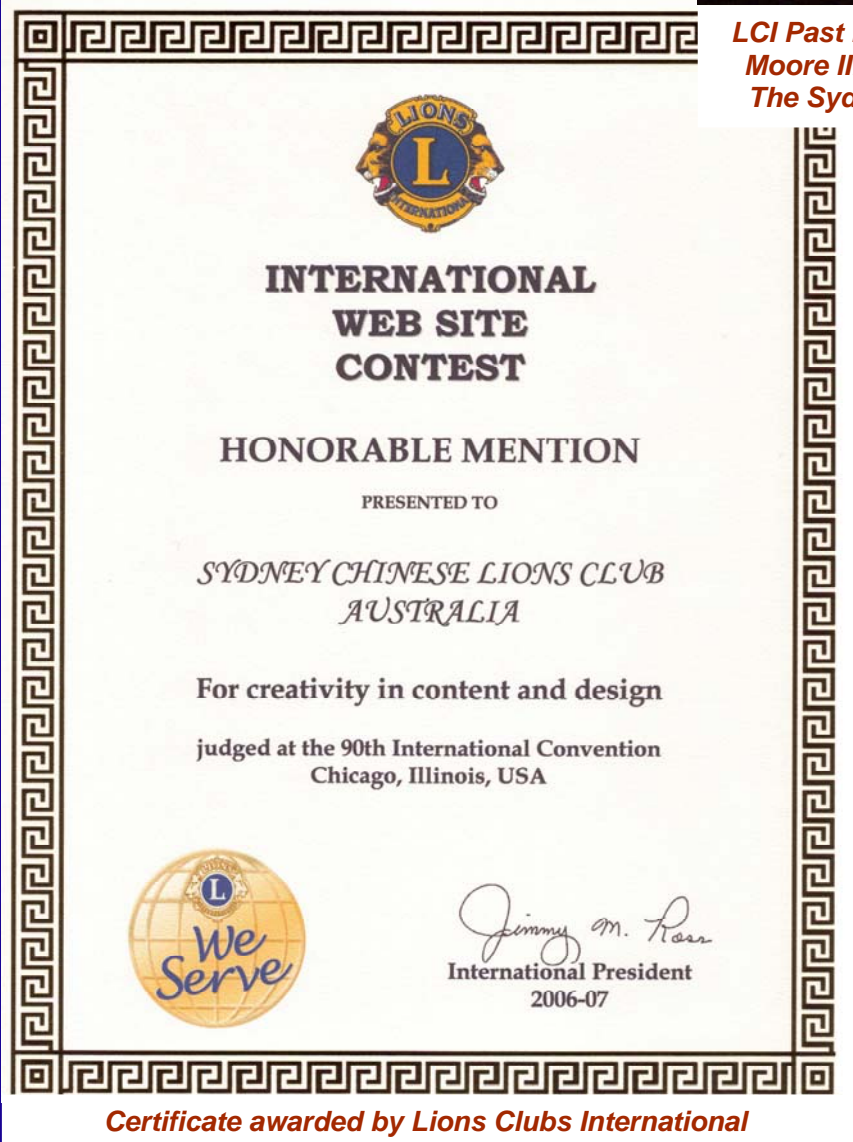 LCI Past
Moore II
The Syd
LIONS
L
INTERNATIONAL
INTERNATIONAL
WEB SITE
CONTEST
HONORABLE MENTION
PRESENTED TO
SYDNEY CHINESE LIONS CLUB
AUSTRALIA
For creativity in content and design
judged at the 90th International Convention
Chicago, Illinois, USA
L
We
Serve
Jimmy M. Ross
International President
2006-07
Certificate awarded by Lions Clubs International